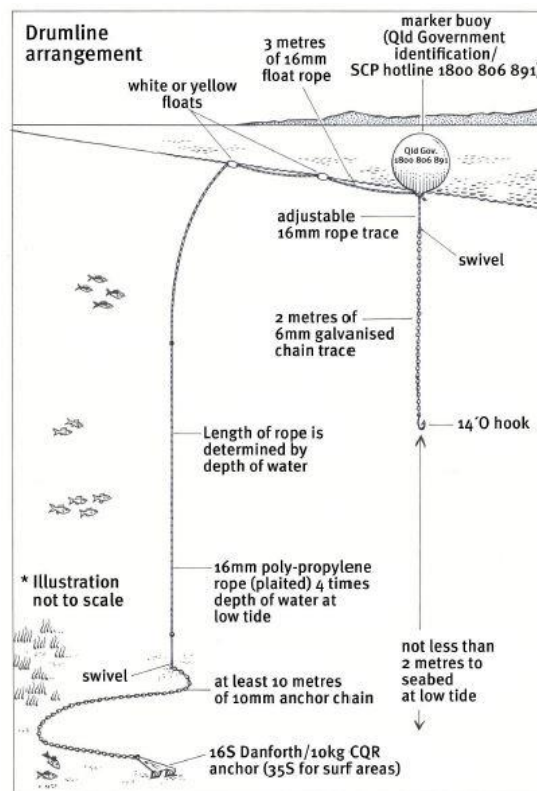 Drumline
arrangement
marker buoy
(Qld Government
identification/
SCP hotline 1800 806 891)
3 metres
of 16mm
float rope
white or yellow
floats
Qld Gov.
1800 806 891
adjustable
16mm rope trace
swivel
2 metres of
6mm galvanised
chain trace
14´O hook
Length of rope is
determined by
depth of water
16mm poly-propylene
rope (plaited) 4 times
depth of water at
low tide
* Illustration
not to scale
not less than
2 metres to
seabed
at low tide
swivel
at least 10 metres
of 10mm anchor chain
16S Danforth/10kg CQR
anchor (35S for surf areas)